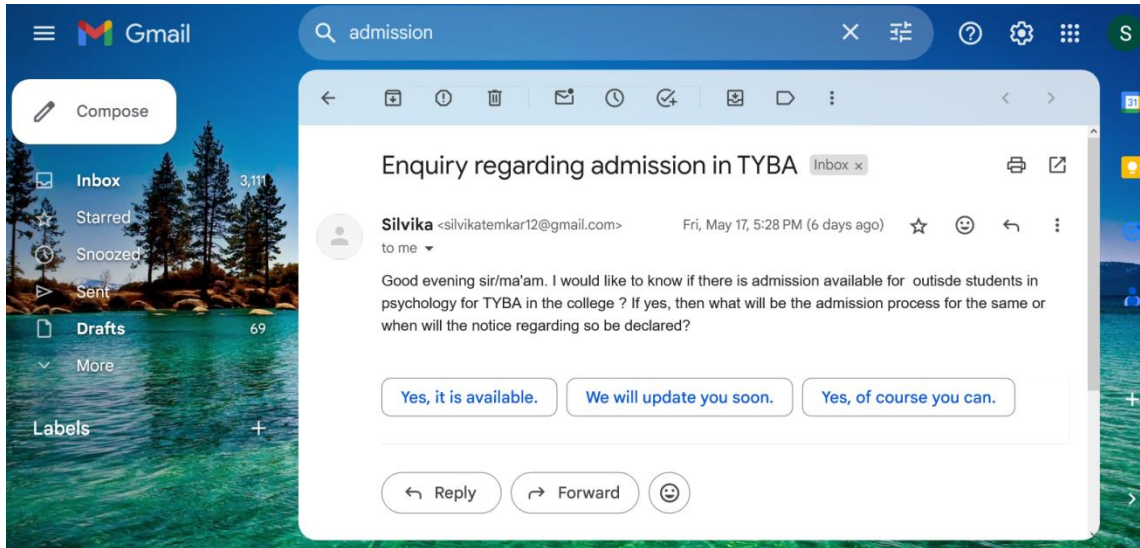 Gmail
admission
S
Compose
31
Enquiry regarding admission in TYBA Inbox ×
Inbox 3,111
Starred
Silvika <silvikatemkar12@gmail.com> Fri, May 17, 5:28 PM (6 days ago)
to me
Snoozed
Good evening sir/ma'am. I would like to know if there is admission available for outisde students in
Sent
psychology for TYBA in the college ? If yes, then what will be the admission process for the same or
when will the notice regarding so be declared?
Drafts 69
More
Yes, it is available. We will update you soon. Yes, of course you can.
Labels +
Reply Forward